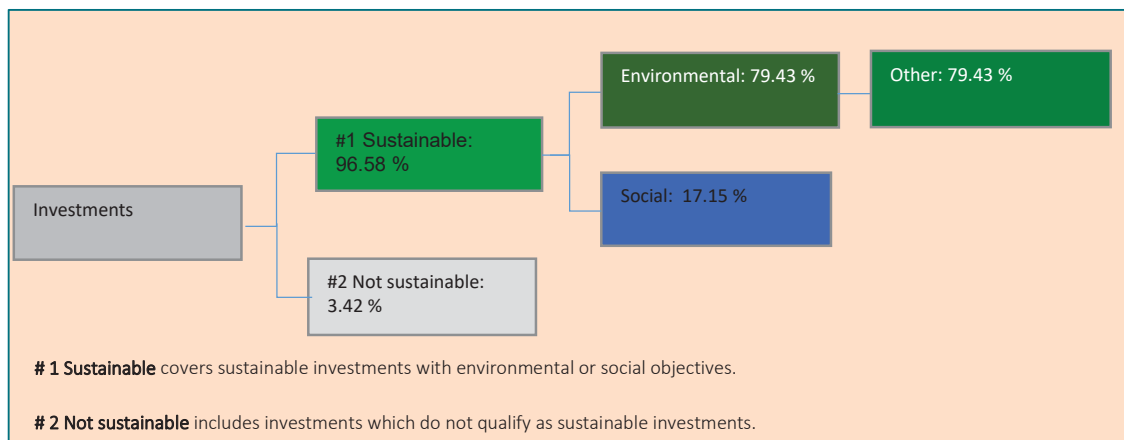 Investments
#1 Sustainable:
96.58 %
#2 Not sustainable:
3.42 %
Environmental: 79.43 %
Other: 79.43 %
Social:  17.15 %
# 1 Sustainable covers sustainable investments with environmental or social objectives.
# 2 Not sustainable includes investments which do not qualify as sustainable investments.